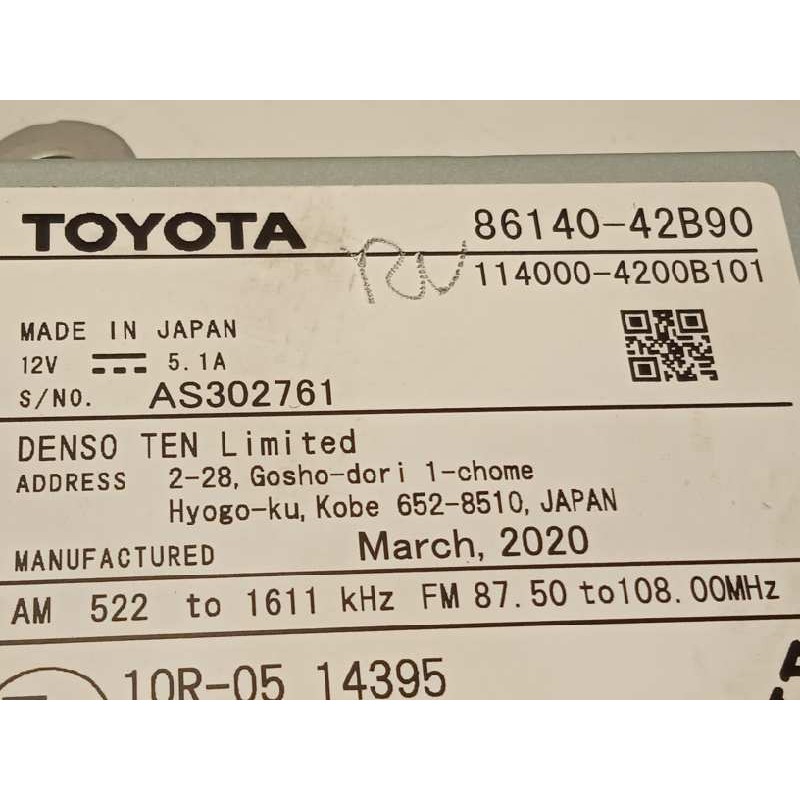 TOYOTA 86140-42B90
114000-4200B101
MADE IN JAPAN
12V 5.1A
S/NO. AS302761
DENSO TEN Limited
ADDRESS 2-28, Gosho-dori 1-chome
Hyogo-ku, Kobe 652-8510, JAPAN
MANUFACTURED March, 2020
AM 522 to 1611 kHz FM 87.50 to 108.00MHz
10R-05 14395